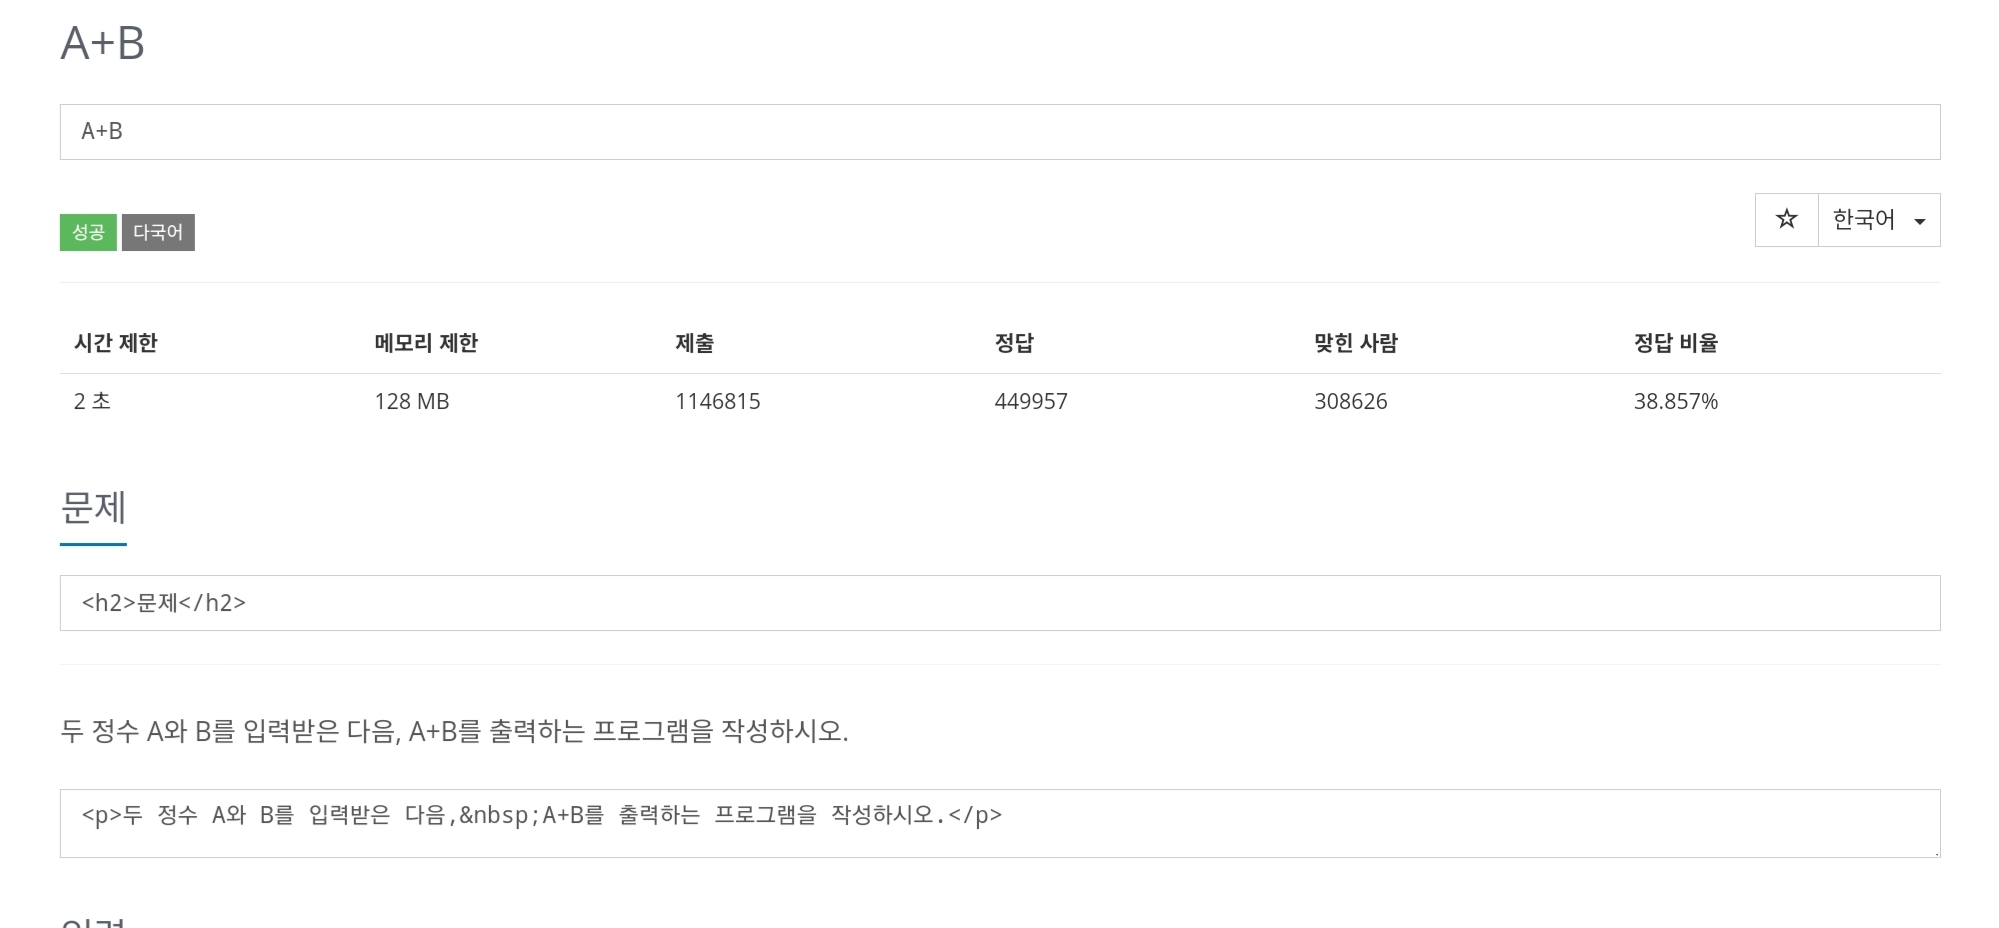 A+B
A+B
성공 다국어
한국어
시간 제한 메모리 제한 제출 정답 맞힌 사람 정답 비율
2 초 128 MB 1146815 449957 308626 38.857%
문제
<h2>문제</h2>
두 정수 A와 B를 입력받은 다음, A+B를 출력하는 프로그램을 작성하시오.
<p>두 정수 A와 B를 입력받은 다음,&nbsp;A+B를 출력하는 프로그램을 작성하시오.</p>